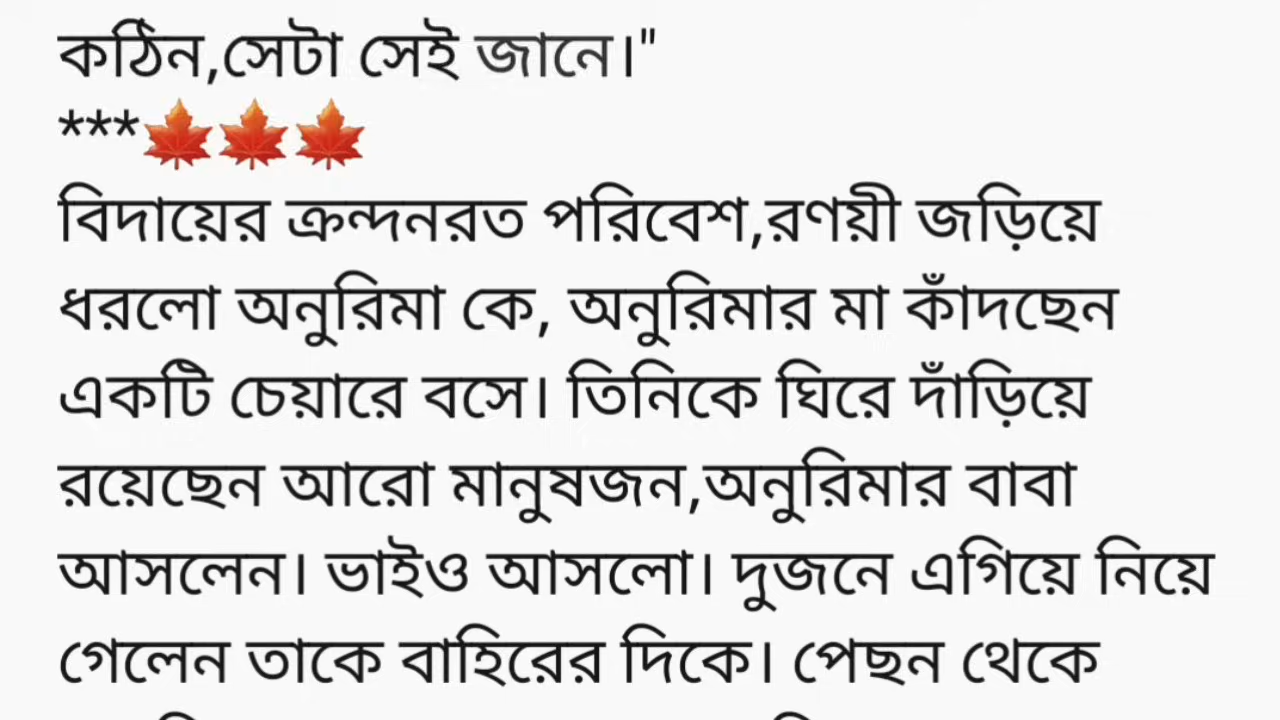 কঠিন,সেটা সেই জানে।"
***🍁🍁🍁
বিদায়ের ক্রন্দনরত পরিবেশ,রণয়ী জড়িয়ে
ধরলো অনুরিমা কে, অনুরিমার মা কাঁদছেন
একটি চেয়ারে বসে। তিনিকে ঘিরে দাঁড়িয়ে
রয়েছেন আরো মানুষজন,অনুরিমার বাবা
আসলেন। ভাইও আসলো। দুজনে এগিয়ে নিয়ে
গেলেন তাকে বাহিরের দিকে। পেছন থেকে